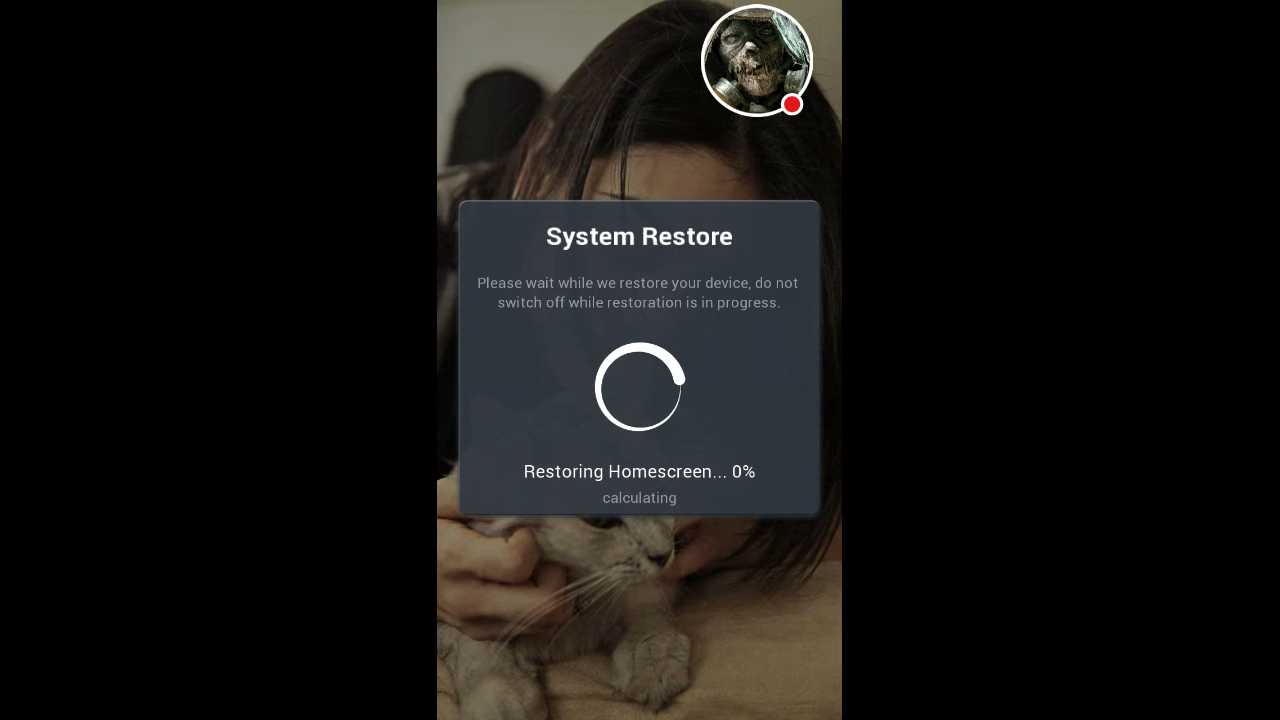 System Restore
Please wait while we restore your device, do not
switch off while restoration is in progress.
Restoring Homescreen... 0%
calculating